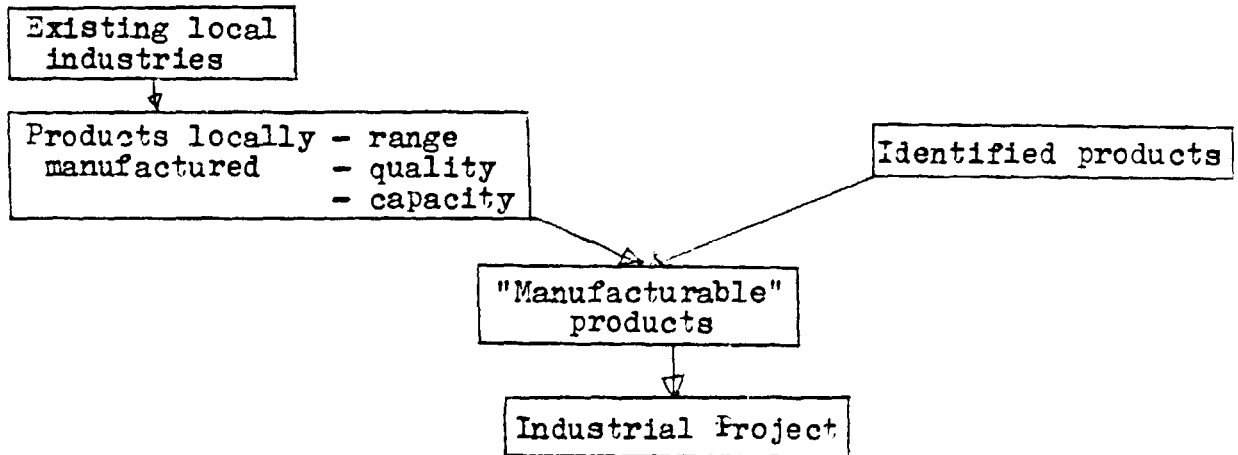 Existing local
industries
Products locally - range
manufactured - quality
- capacity
Identified products
"Manufacturable"
products
Industrial Project